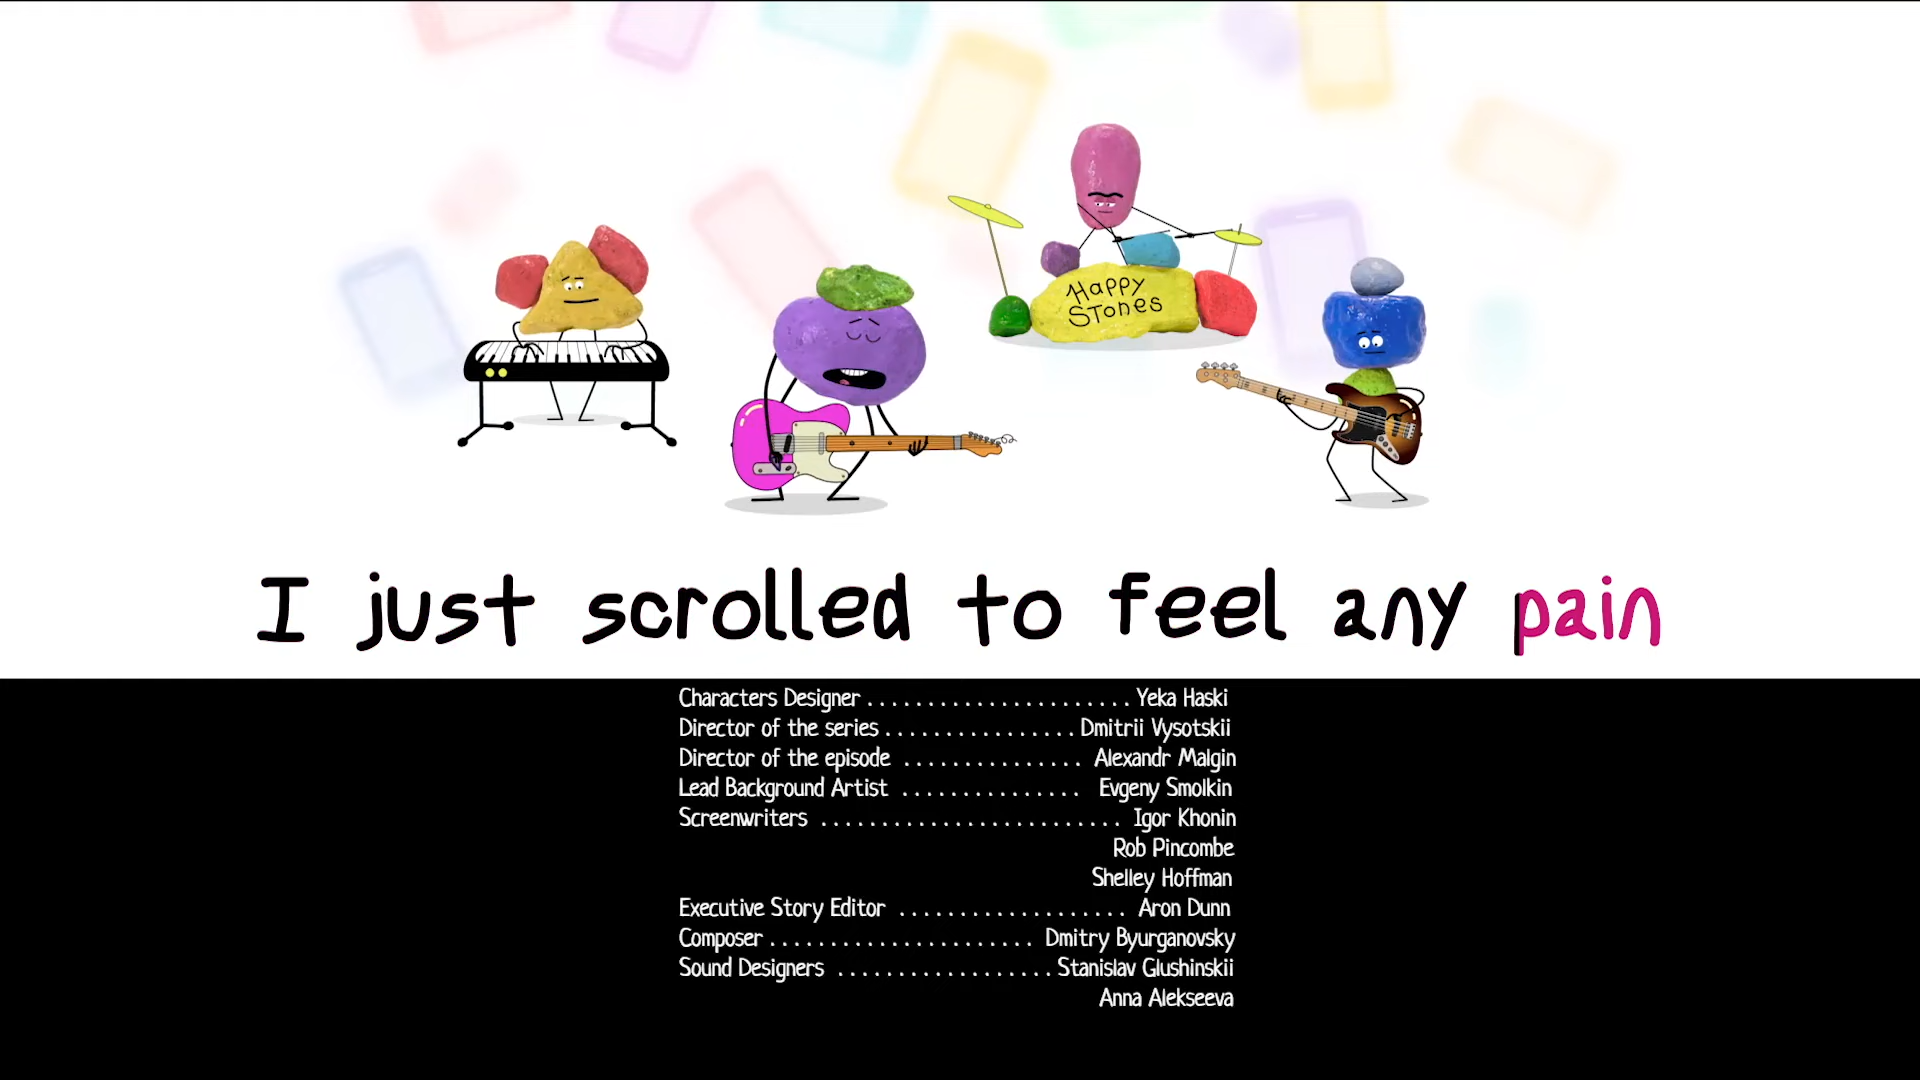 Happy
Stones
I just scrolled to feel any pain
Characters Designer . . . . . . . . . . . . . . . . . . . . . . Yeka Haski
Director of the series . . . . . . . . . . . . . . . . Dmitrii Vysotskii
Director of the episode . . . . . . . . . . . . . . . Alexandr Malgin
Lead Background Artist . . . . . . . . . . . . . . . Evgeny Smolkin
Screenwriters . . . . . . . . . . . . . . . . . . . . . . . . . Igor Khonin
Rob Pincombe
Shelley Hoffman
Executive Story Editor . . . . . . . . . . . . . . . . . . . Aron Dunn
Composer . . . . . . . . . . . . . . . . . . . . . . Dmitry Byurganovsky
Sound Designers . . . . . . . . . . . . . . . . . . Stanislav Glushinskii
Anna Alekseeva